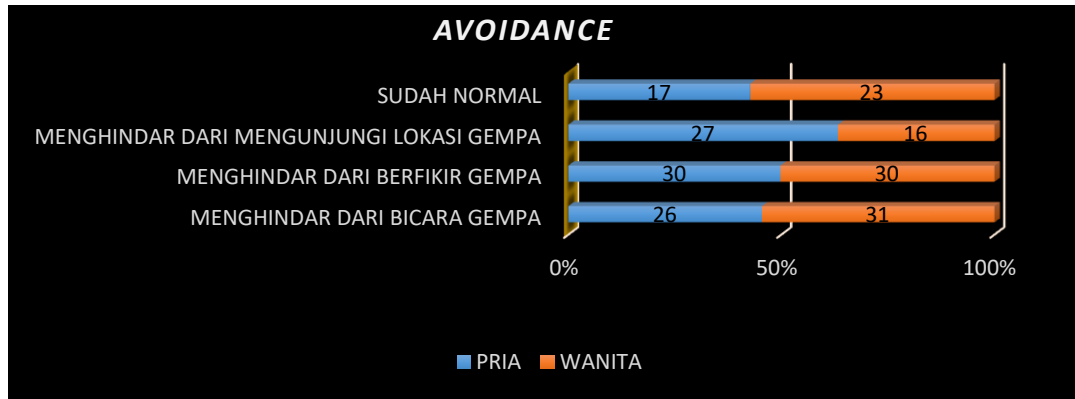 AVOIDANCE
SUDAH NORMAL
17 23
MENGHINDAR DARI MENGUNJUNGI LOKASI GEMPA
27 16
MENGHINDAR DARI BERFIKIR GEMPA
30 30
MENGHINDAR DARI BICARA GEMPA
26 31
0% 50% 100%
PRIA WANITA